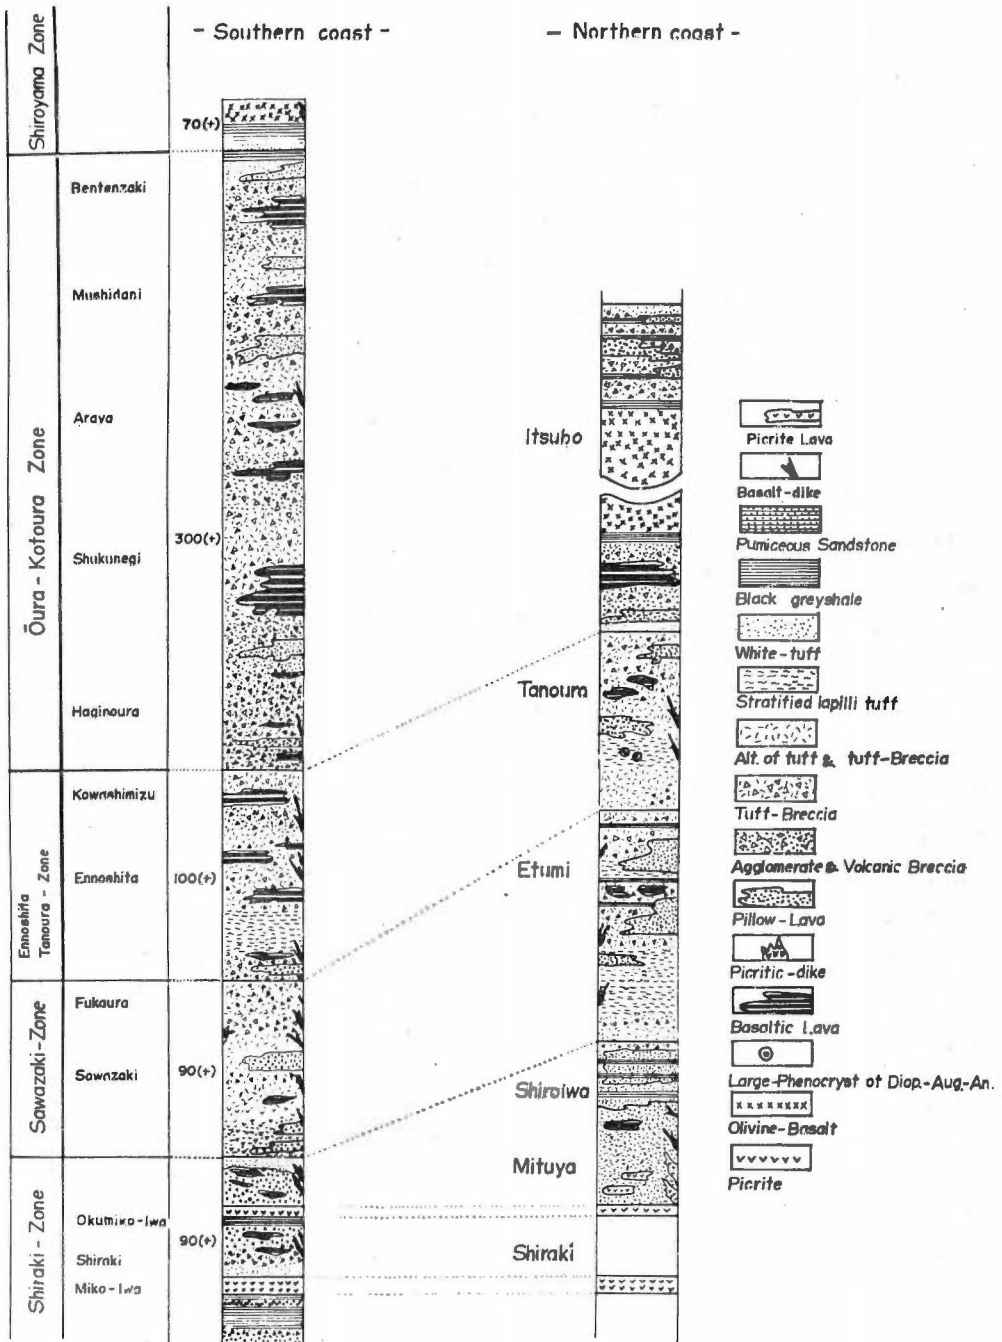 - Southern coast -
- Northern coast -
Shiroyama Zone
70(+)
Ōura - Kotoura Zone
Bentenzaki
Mushidani
Araya
Shukunegi
Haginoura
300(+)
Ennoshita
Tanoura - Zone
Kawashimizu
Ennoshita
100(+)
Sawazaki-Zone
Fukaura
Sawazaki
90(+)
Shiraki - Zone
Okumiko-Iwa
Shiraki
Miko-Iwa
90(+)
Itsubo
Tanoura
Etumi
Shiroiwa
Mituya
Shiraki
Picrite Lava
Basalt-dike
Pumiceous Sandstone
Black greyshale
White-tuff
Stratified lapilli tuff
Alt. of tuff & tuff-Breccia
Tuff-Breccia
Agglomerate & Volcanic Breccia
Pillow-Lava
Picritic-dike
Basaltic Lava
Large-Phenocryst of Diop.-Aug.-An.
Olivine-Basalt
Picrite